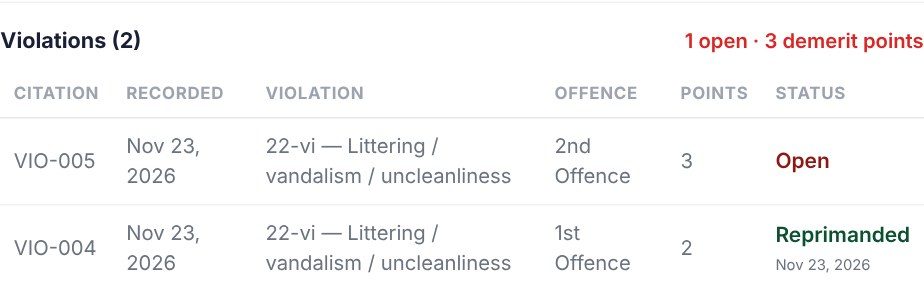 Violations (2) 1 open · 3 demerit points
CITATION RECORDED VIOLATION OFFENCE POINTS STATUS
VIO-005 Nov 23, 2026 22-vi — Littering / vandalism / uncleanliness 2nd Offence 3 Open
VIO-004 Nov 23, 2026 22-vi — Littering / vandalism / uncleanliness 1st Offence 2 Reprimanded
Nov 23, 2026